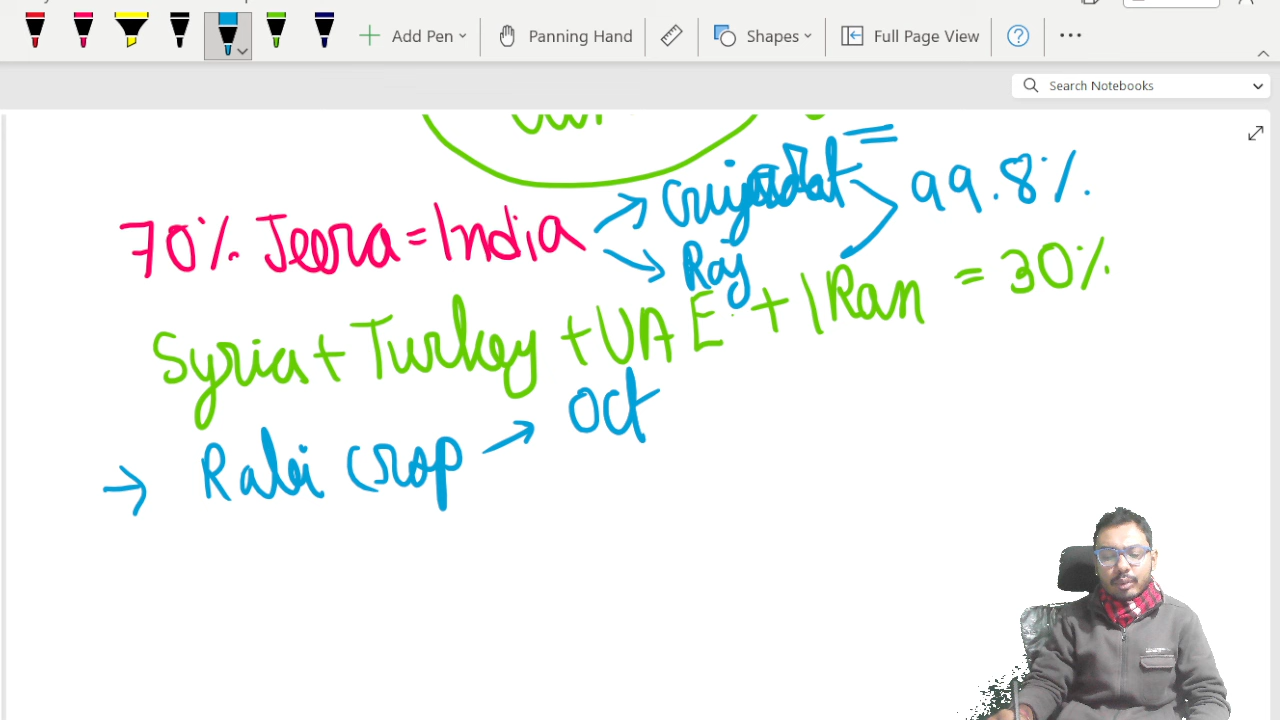 Add Pen
Panning Hand
Shapes
Full Page View
Search Notebooks
70% Jeera = India → Gujarat =
→ Raj
99.8%
Syria + Turkey + UAE + IRan = 30%
→ Rabi crop → Oct